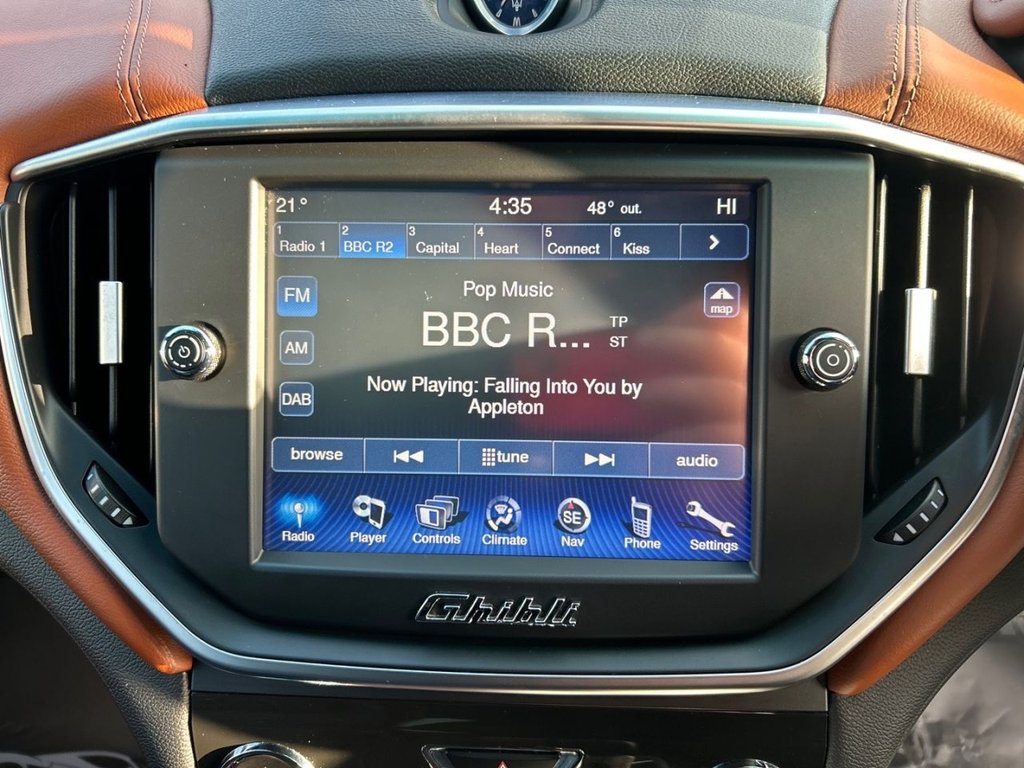 21° 4:35 48° out. HI
1 Radio 1 2 BBC R2 3 Capital 4 Heart 5 Connect 6 Kiss
FM Pop Music map
BBC R... TP
ST
AM
Now Playing: Falling Into You by
DAB Appleton
browse tune audio
Radio Player Controls Climate SE Nav Phone Settings
Ghibli